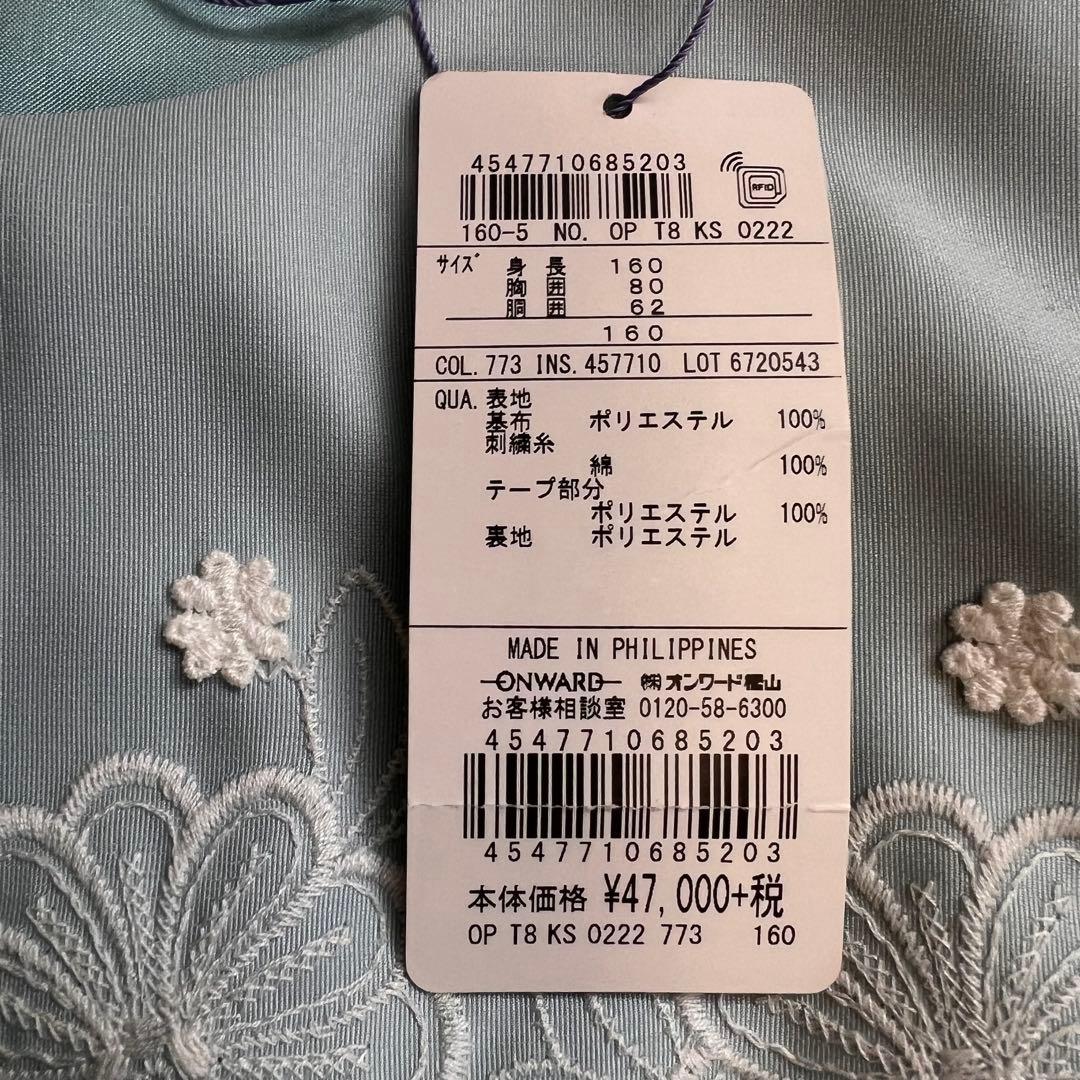 4547710685203
RFID
160-5 NO. OP T8 KS 0222
サイズ 身長 160
胸囲 80
胴囲 62
160
COL. 773 INS. 457710 LOT 6720543
QUA. 表地
基布 ポリエステル 100%
刺繍糸
綿 100%
テープ部分
ポリエステル 100%
裏地 ポリエステル
MADE IN PHILIPPINES
ONWARD ㈱オンワード樫山
お客様相談室 0120-58-6300
4547710685203
4547710685203
本体価格 ¥47,000+税
OP T8 KS 0222 773 160